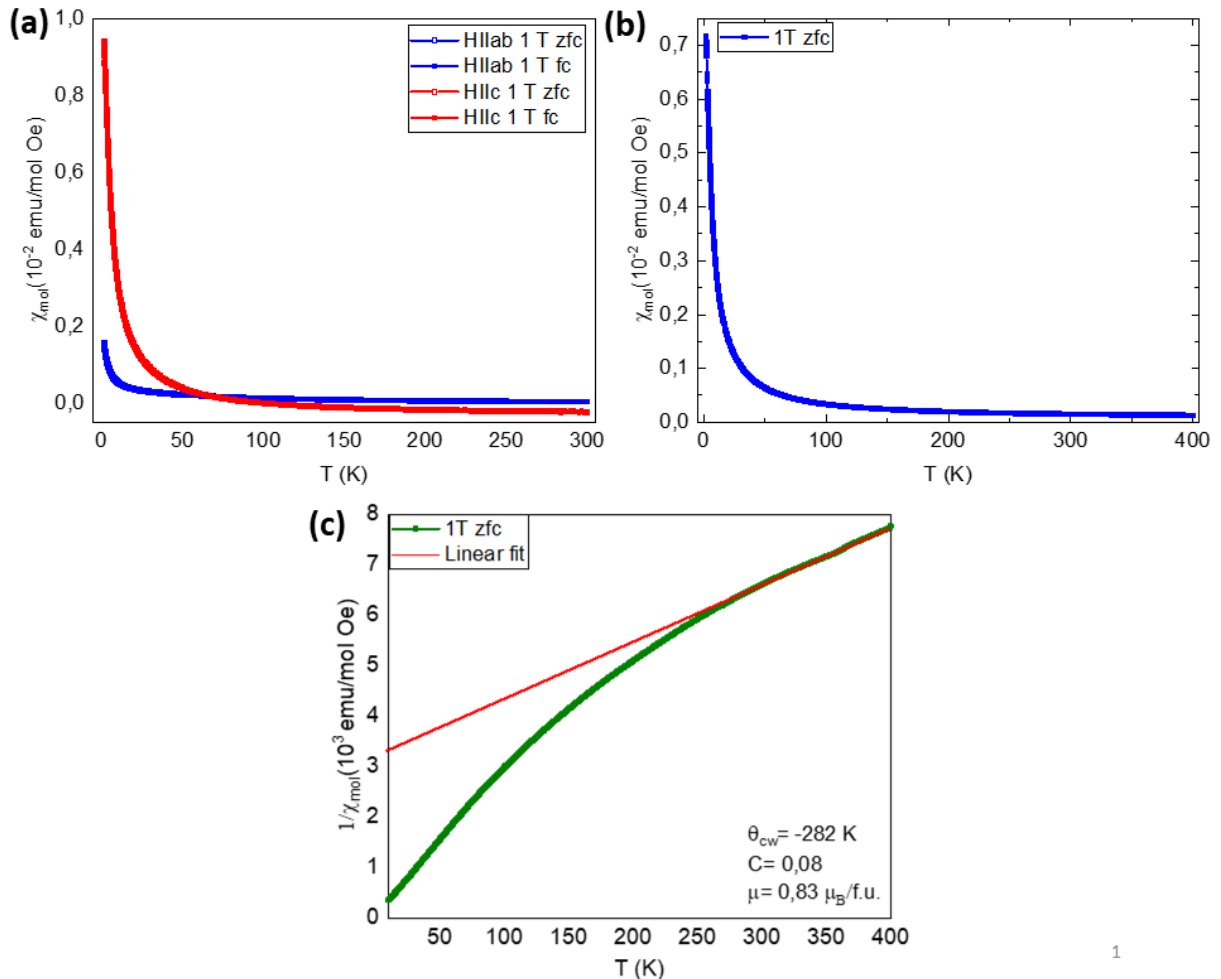 (a)
1,0
0,8
0,6
0,4
0,2
0,0
χmol(10-2 emu/mol Oe)
HIIab 1 T zfc
HIIab 1 T fc
HIIc 1 T zfc
HIIc 1 T fc
0 50 100 150 200 250 300
T (K)
(b)
0,7
0,6
0,5
0,4
0,3
0,2
0,1
0,0
χmol(10-2 emu/mol Oe)
1T zfc
0 100 200 300 400
T (K)
(c)
8
7
6
5
4
3
2
1
0
1/χmol(103 emu/mol Oe)
1T zfc
Linear fit
θcw= -282 K
C= 0,08
μ= 0,83 μB/f.u.
50 100 150 200 250 300 350 400
T (K)
1